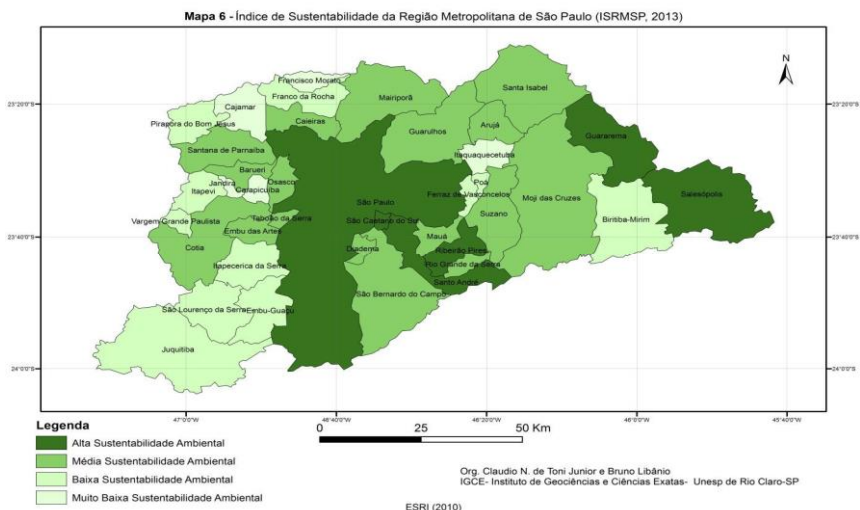 Mapa 6 - Índice de Sustentabilidade da Região Metropolitana de São Paulo (ISRMSP, 2013)
N
Francisco Morato
Franco da Rocha
Mairiporã
Santa Isabel
23°20'0"S
23°20'0"S
Cajamar
Pirapora do Bom Jesus
Caieiras
Guarulhos
Arujá
Guararema
Santana de Parnaíba
Itaquaquecetuba
Barueri
Osasco
Jandira
Itapevi
Carapicuíba
Poá
Ferraz de Vasconcelos
Moji das Cruzes
Salesópolis
São Paulo
Suzano
Biritiba-Mirim
Vargem Grande Paulista
Taboão da Serra
São Caetano do Sul
Embu das Artes
Mauá
23°40'0"S
23°40'0"S
Cotia
Diadema
Ribeirão Pires
Itapecerica da Serra
Rio Grande da Serra
Santo André
São Bernardo do Campo
São Lourenço da Serra
Embu-Guaçu
Juquitiba
24°0'0"S
24°0'0"S
47°0'0"W
46°40'0"W
46°20'0"W
46°0'0"W
45°40'0"W
Legenda
Alta Sustentabilidade Ambiental
Média Sustentabilidade Ambiental
Baixa Sustentabilidade Ambiental
Muito Baixa Sustentabilidade Ambiental
0 25 50 Km
Org. Claudio N. de Toni Junior e Bruno Libânio
IGCE- Instituto de Geociências e Ciências Exatas- Unesp de Rio Claro-SP
ESRI (2010)